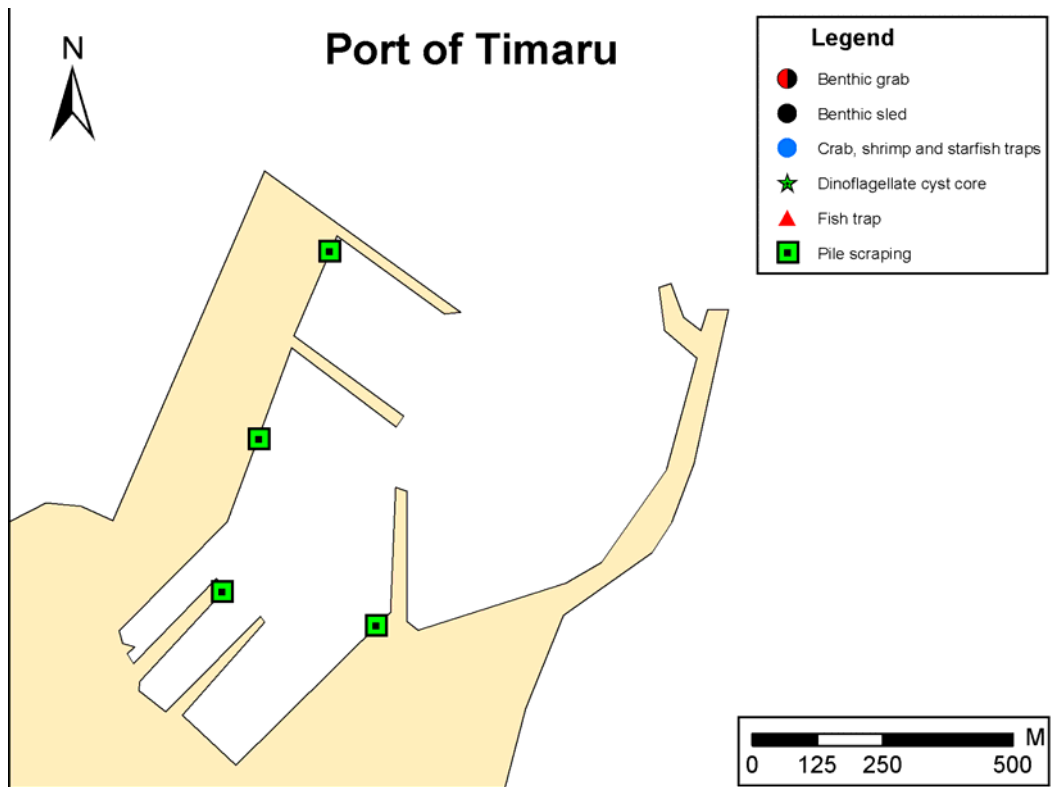 Port of Timaru
N
Legend
Benthic grab
Benthic sled
Crab, shrimp and starfish traps
Dinoflagellate cyst core
Fish trap
Pile scraping
M
0 125 250 500